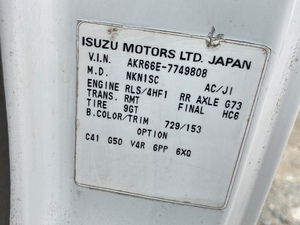 ISUZU MOTORS LTD. JAPAN
V.I.N. AKR66E-7749808
M.D. NKN1SC AC/J1
ENGINE RLS/4HF1 RR AXLE G73
TRANS. RMT FINAL HC6
TIRE 9GT
B.COLOR/TRIM 729/153
OPTION
C41 G50 V4R 6PP 6XQ